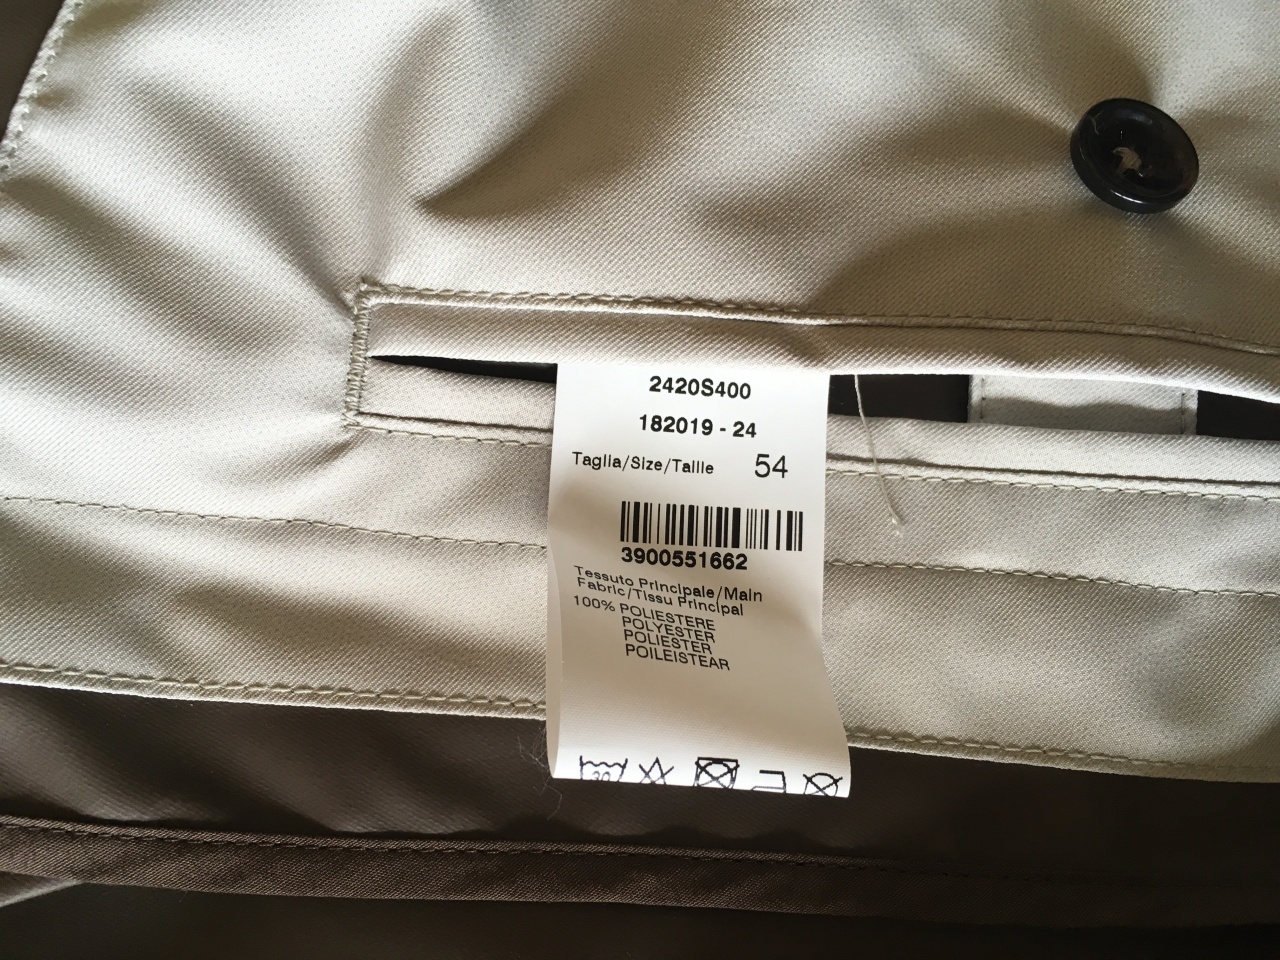 2420S400
182019 - 24
Taglia/Size/Taille 54
3900551662
Tessuto Principale/Main
Fabric/Tissu Principal
100% POLIESTERE
POLYESTER
POLIESTER
POILEISTEAR
30